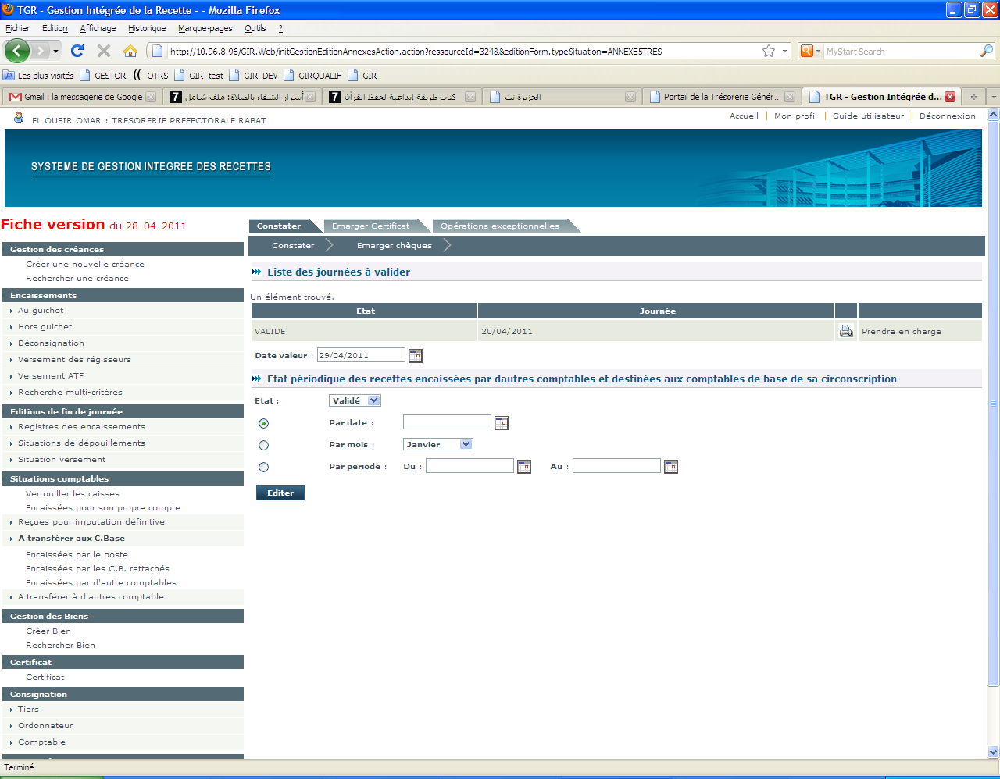 TGR - Gestion Intégrée de la Recette - - Mozilla Firefox
Fichier Édition Affichage Historique Marque-pages Outils ?
http://10.96.8.96/GIR.Web/initGestionEditionAnnexesAction.action?ressourceId=324&&editionForm.typeSituation=ANNEXE5TRES
MyStart Search
Les plus visités GESTOR OTRS GIR_test GIR_DEV GIRQUALIF GIR
Gmail : la messagerie de Google
أسرار الشفاء بالصلاة: ملف شامل
كتاب طريقة إبداعية لحفظ القرآن
الجزيرة نت
Portail de la Trésorerie Génér...
TGR - Gestion Intégrée d...
EL OUFIR OMAR : TRESORERIE PREFECTORALE RABAT
Accueil | Mon profil | Guide utilisateur | Déconnexion
SYSTEME DE GESTION INTEGREE DES RECETTES
Fiche version du 28-04-2011
Gestion des créances
Créer une nouvelle créance
Rechercher une créance
Encaissements
Au guichet
Hors guichet
Déconsignation
Versement des régisseurs
Versement ATF
Recherche multi-critères
Editions de fin de journée
Registres des encaissements
Situations de dépouillements
Situation versement
Situations comptables
Verrouiller les caisses
Encaissées pour son propre compte
Reçues pour imputation définitive
A transférer aux C.Base
Encaissées par le poste
Encaissées par les C.B. rattachés
Encaissées par d'autre comptables
A transférer à d'autres comptable
Gestion des Biens
Créer Bien
Rechercher Bien
Certificat
Certificat
Consignation
Tiers
Ordonnateur
Comptable
Constater Emarger Certificat Opérations exceptionnelles
Constater Emarger chèques
Liste des journées à valider
Un élément trouvé.
Etat Journée
VALIDE 20/04/2011 Prendre en charge
Date valeur : 29/04/2011
Etat périodique des recettes encaissées par dautres comptables et destinées aux comptables de base de sa circonscription
Etat : Validé
Par date :
Par mois : Janvier
Par periode : Du : Au :
Editer
Terminé